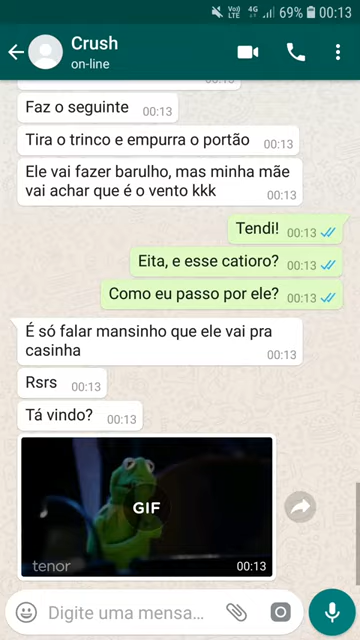 Voj) LTE 4G 69% 00:13
Crush
on-line
Faz o seguinte 00:13
Tira o trinco e empurra o portão 00:13
Ele vai fazer barulho, mas minha mãe
vai achar que é o vento kkk 00:13
Tendi! 00:13
Eita, e esse catioro? 00:13
Como eu passo por ele? 00:13
É só falar mansinho que ele vai pra
casinha 00:13
Rsrs 00:13
Tá vindo? 00:13
GIF
tenor 00:13
Digite uma mensa...